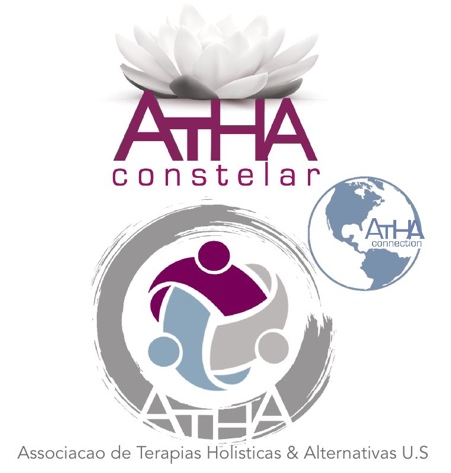 ATHA
constelar
ATHA
connection
ATHA
Associacao de Terapias Holisticas & Alternativas U.S